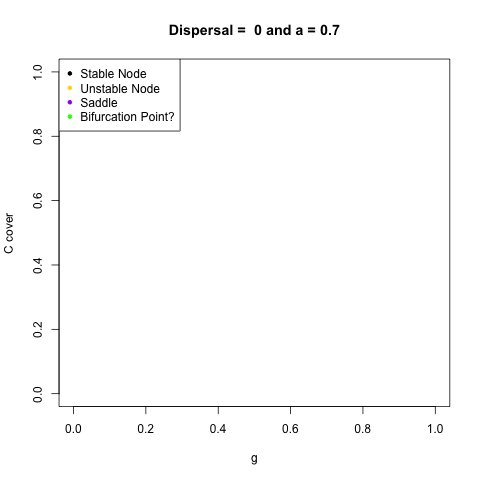 Dispersal =  0 and a = 0.7
Stable Node
Unstable Node
Saddle
Bifurcation Point?
C cover
1.0
0.8
0.6
0.4
0.2
0.0
0.0 0.2 0.4 0.6 0.8 1.0
g